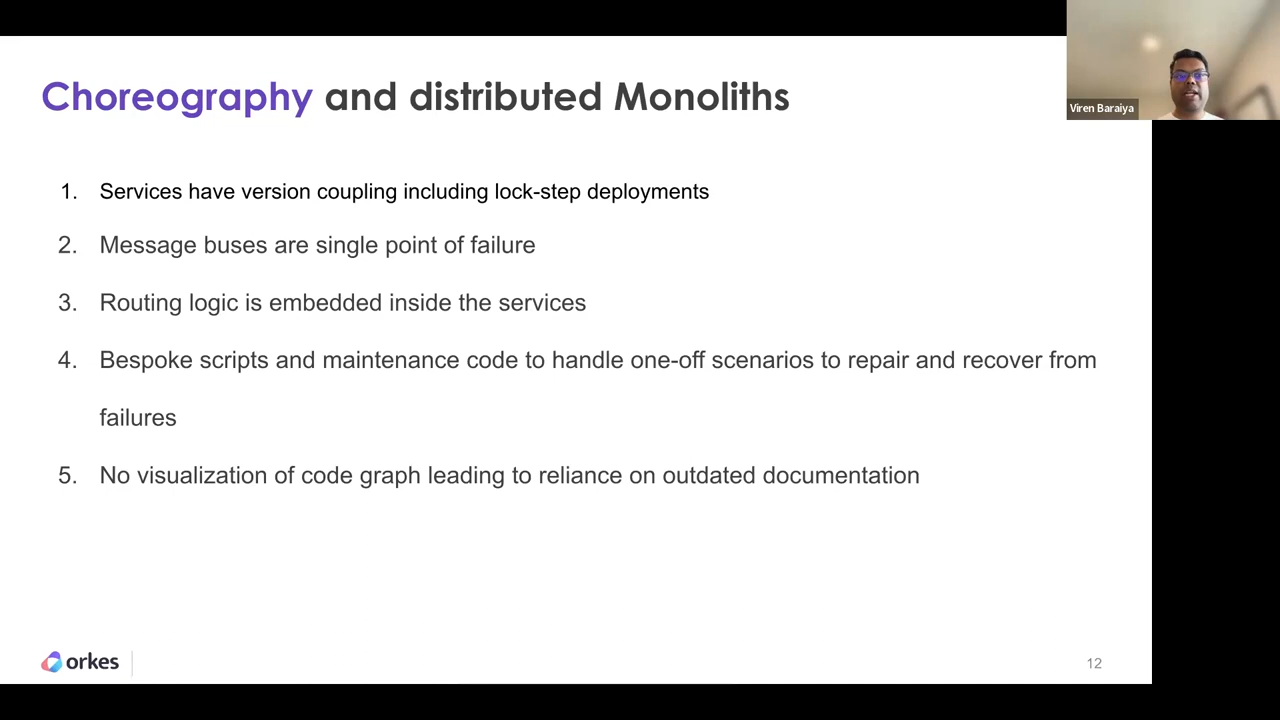 Choreography and distributed Monoliths
Viren Baraiya
1. Services have version coupling including lock-step deployments
2. Message buses are single point of failure
3. Routing logic is embedded inside the services
4. Bespoke scripts and maintenance code to handle one-off scenarios to repair and recover from
failures
5. No visualization of code graph leading to reliance on outdated documentation
orkes
12